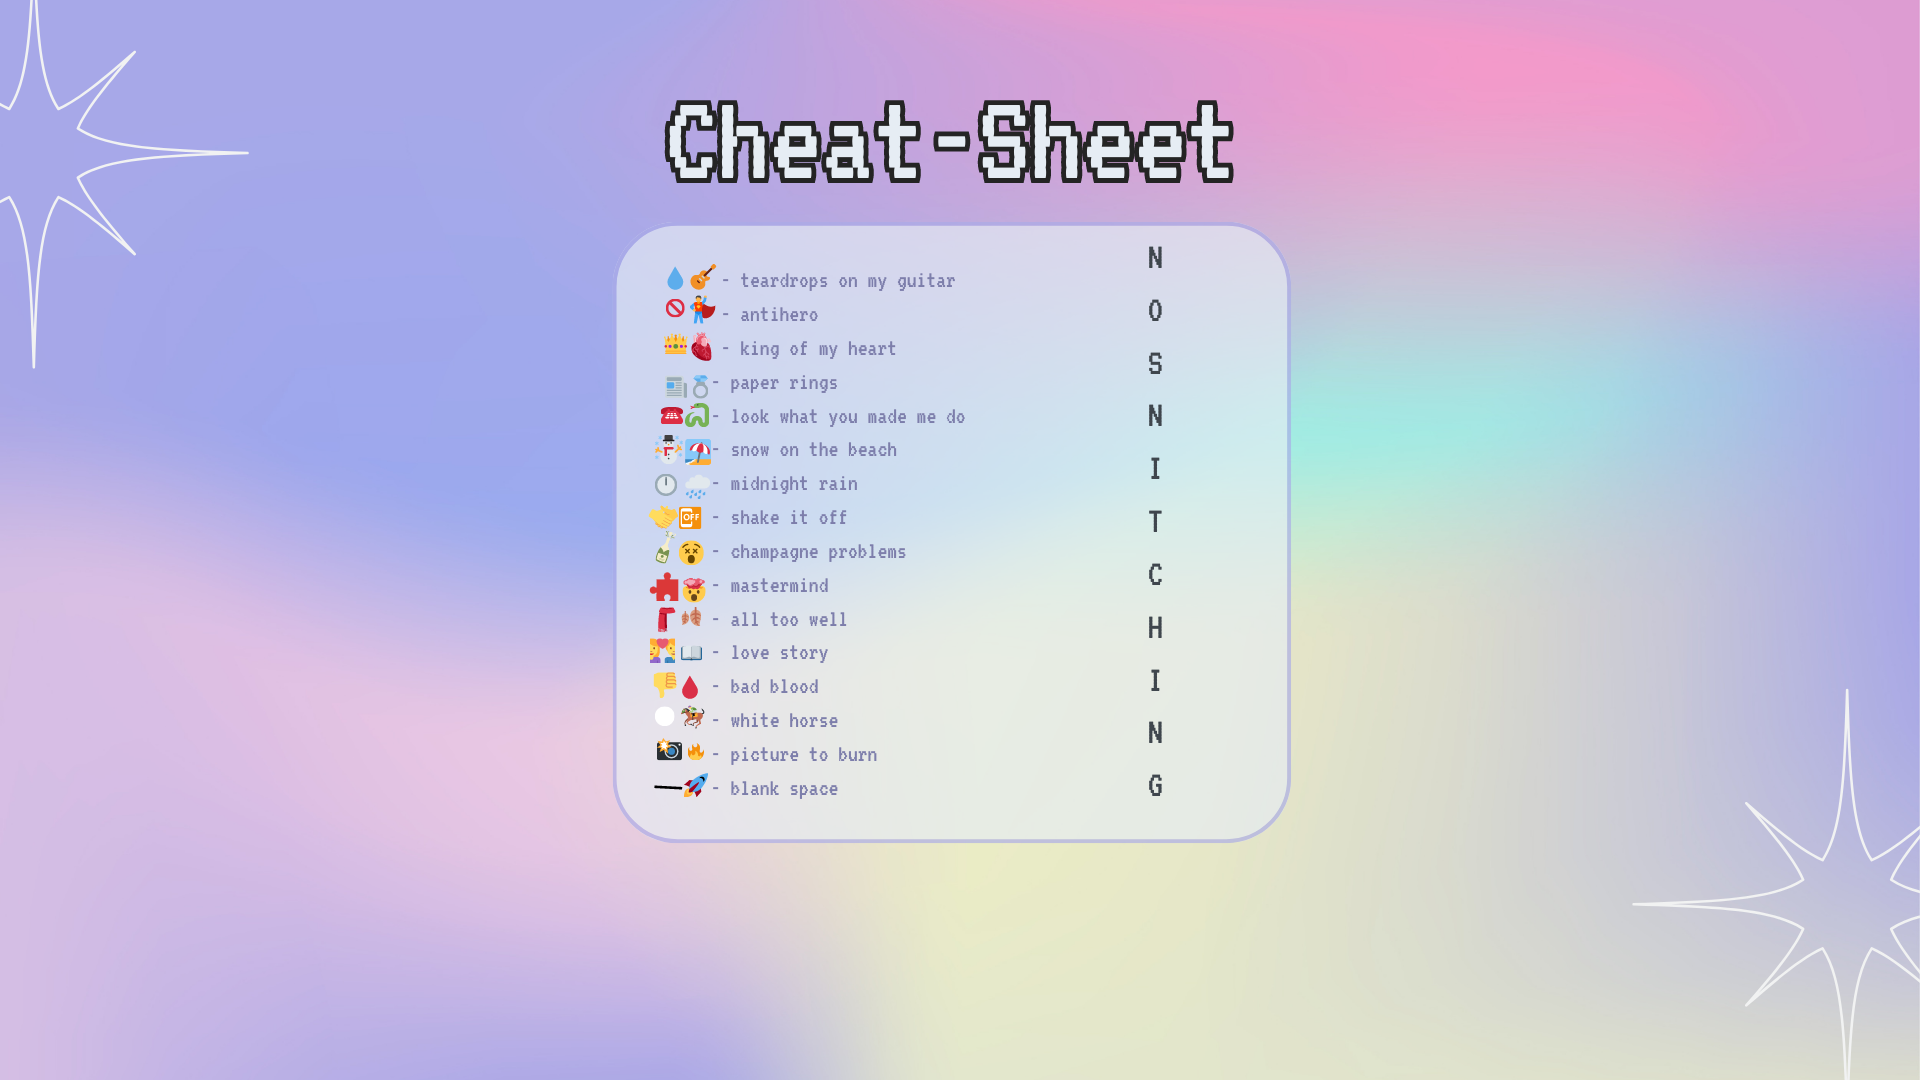 Cheat-Sheet
- teardrops on my guitar
- antihero
- king of my heart
- paper rings
- look what you made me do
- snow on the beach
- midnight rain
OFF - shake it off
- champagne problems
- mastermind
- all too well
- love story
- bad blood
- white horse
- picture to burn
- blank space
N
O
S
N
I
T
C
H
I
N
G